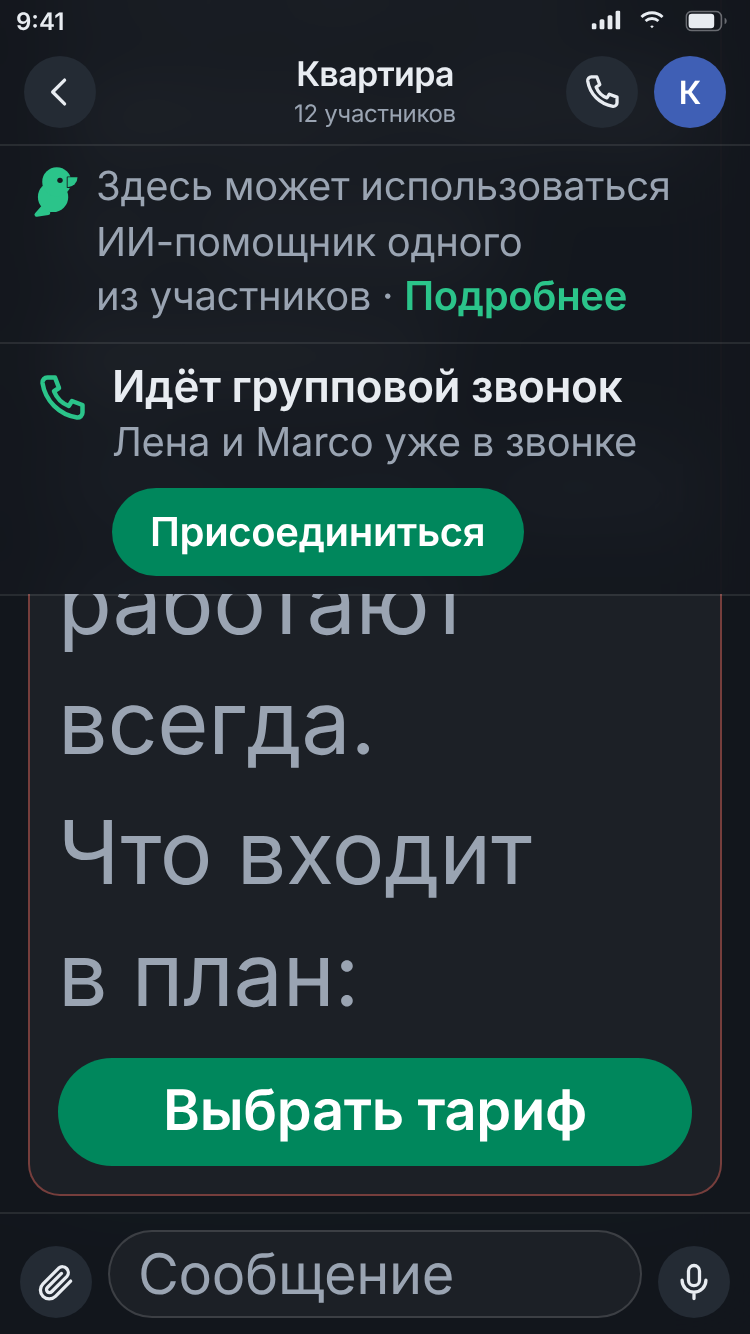 9:41
Квартира
12 участников
К
Здесь может использоваться
ИИ-помощник одного
из участников · Подробнее
Идёт групповой звонок
Лена и Marco уже в звонке
Присоединиться
работают
всегда.
Что входит
в план:
Выбрать тариф
Сообщение